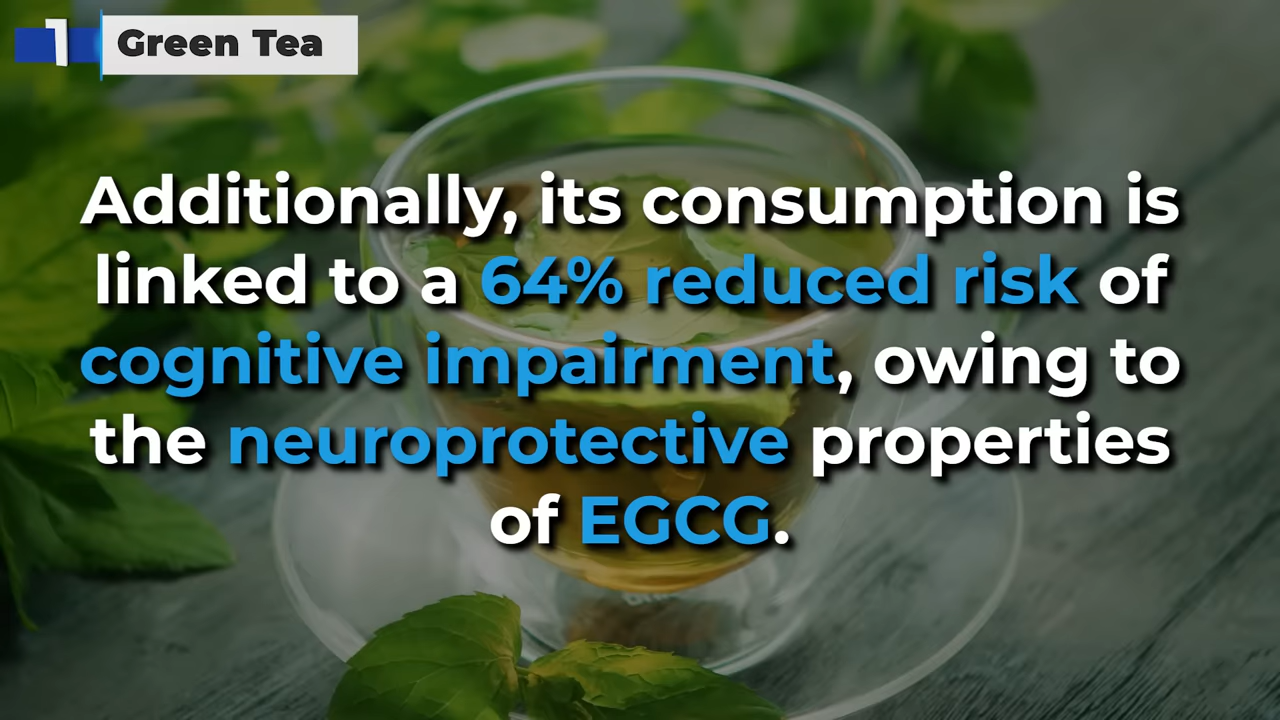 1 Green Tea
Additionally, its consumption is
linked to a 64% reduced risk of
cognitive impairment, owing to
the neuroprotective properties
of EGCG.